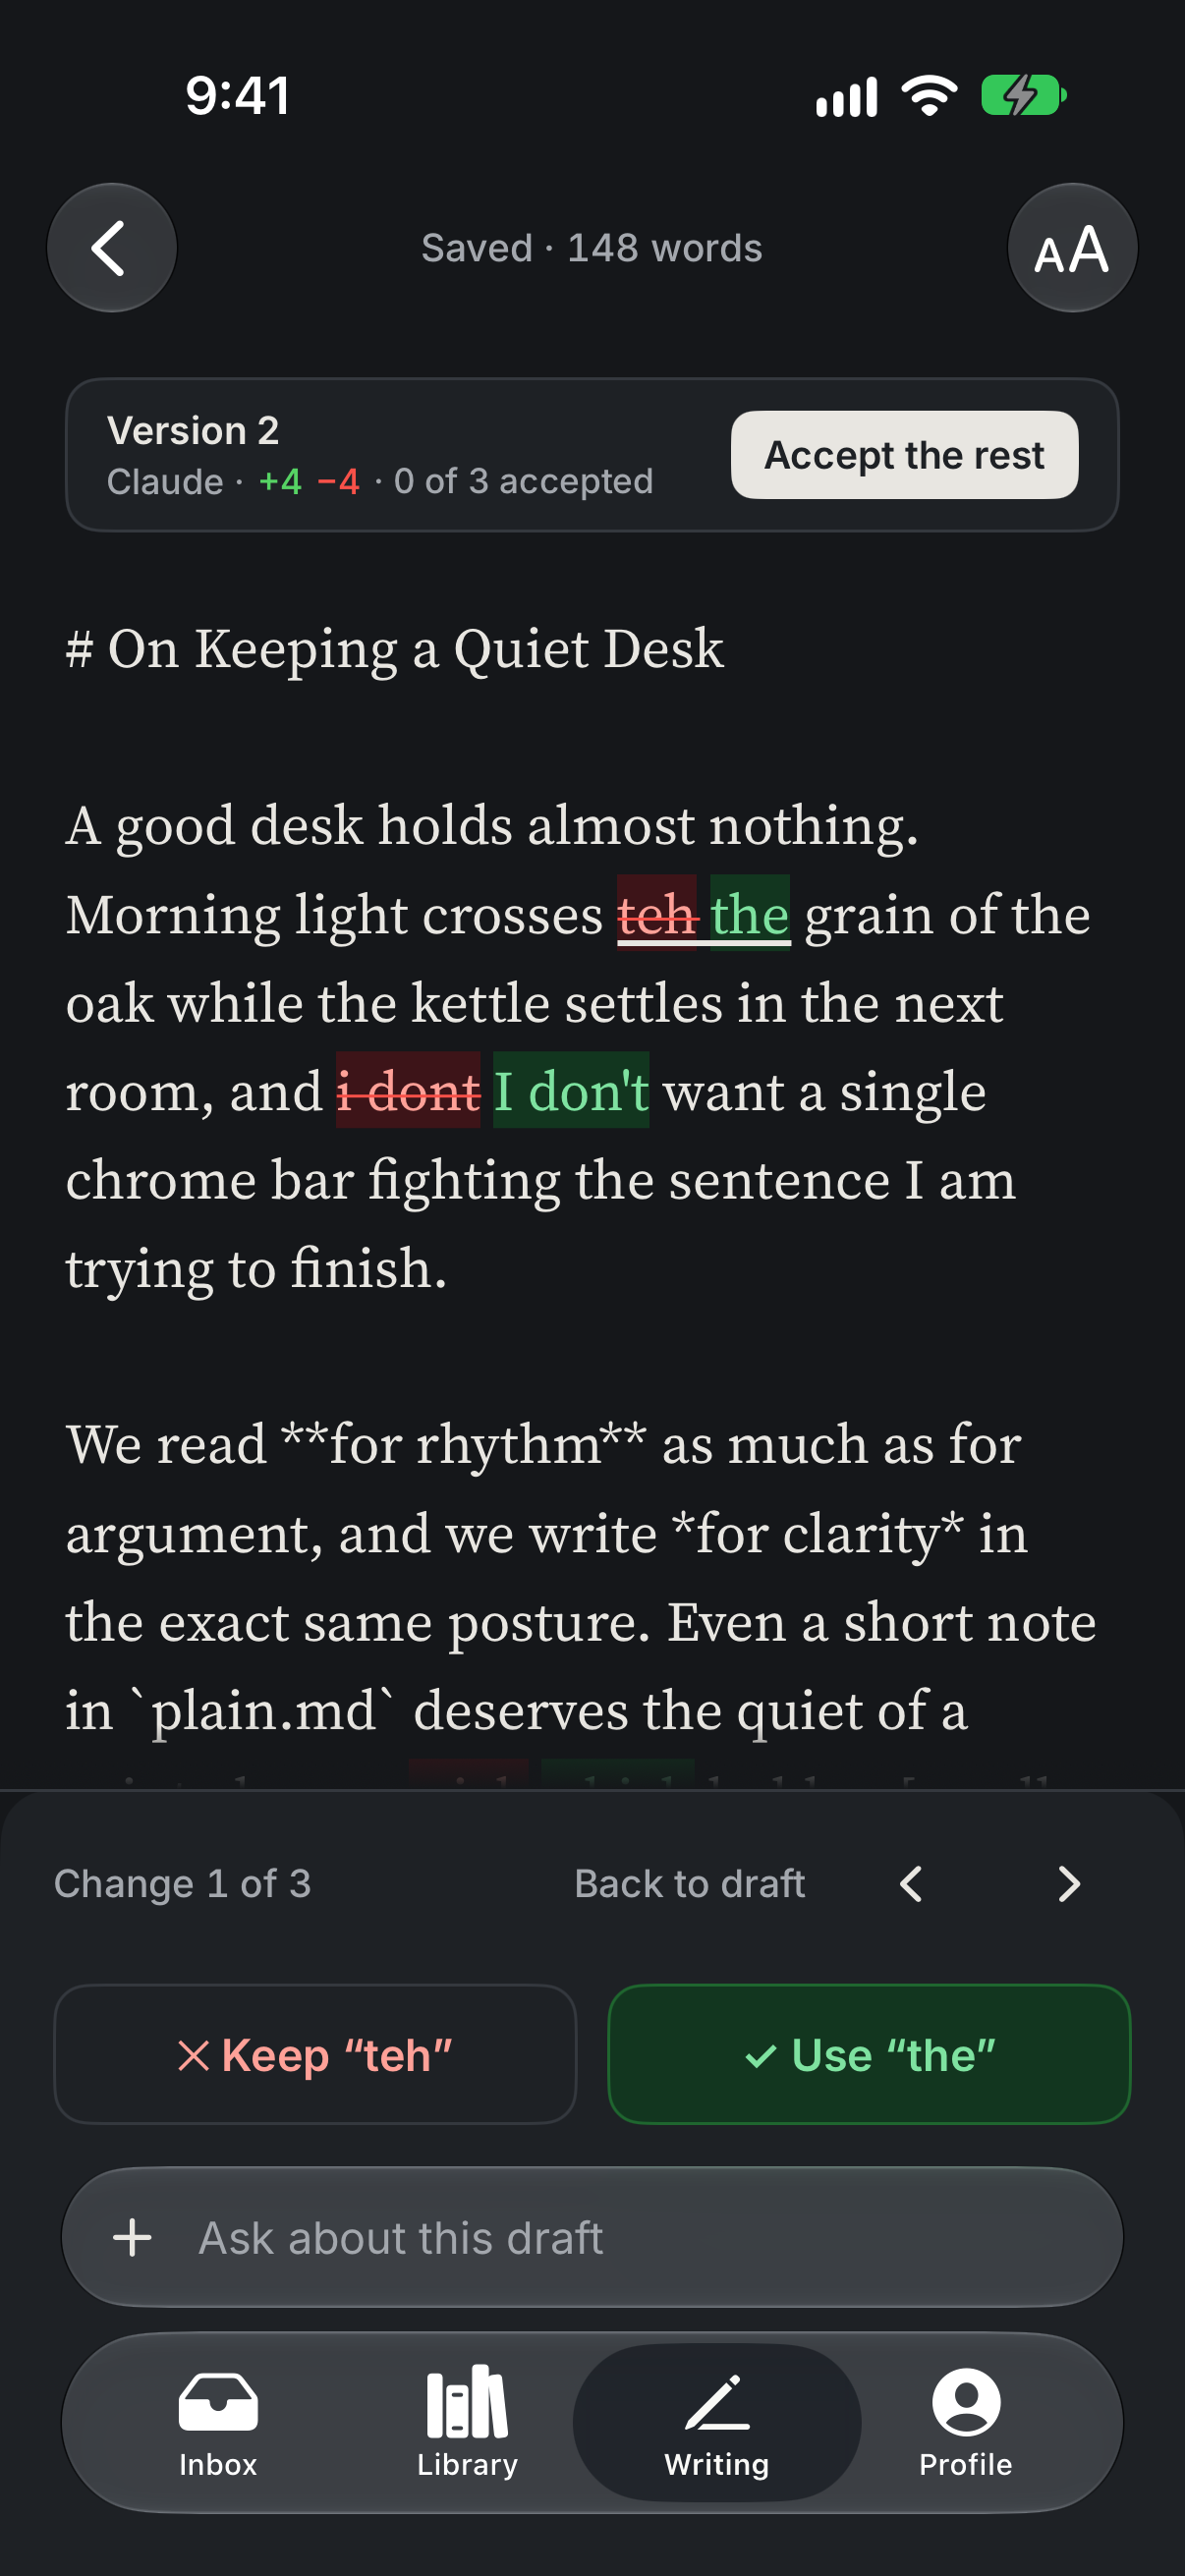 9:41
Saved · 148 words
AA
Version 2
Claude · +4 −4 · 0 of 3 accepted
Accept the rest
# On Keeping a Quiet Desk
A good desk holds almost nothing.
Morning light crosses teh the grain of the
oak while the kettle settles in the next
room, and i dont I don't want a single
chrome bar fighting the sentence I am
trying to finish.
We read **for rhythm** as much as for
argument, and we write *for clarity* in
the exact same posture. Even a short note
in `plain.md` deserves the quiet of a
Change 1 of 3
Back to draft
Keep “teh”
Use “the”
Ask about this draft
Inbox
Library
Writing
Profile